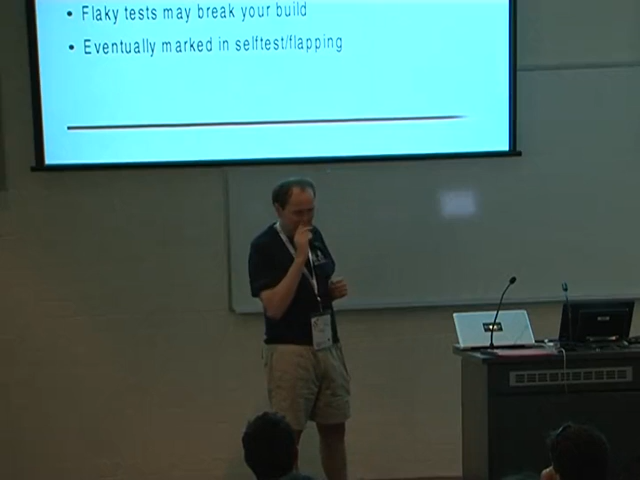 • Flaky tests may break your build
• Eventually marked in selftest/flapping